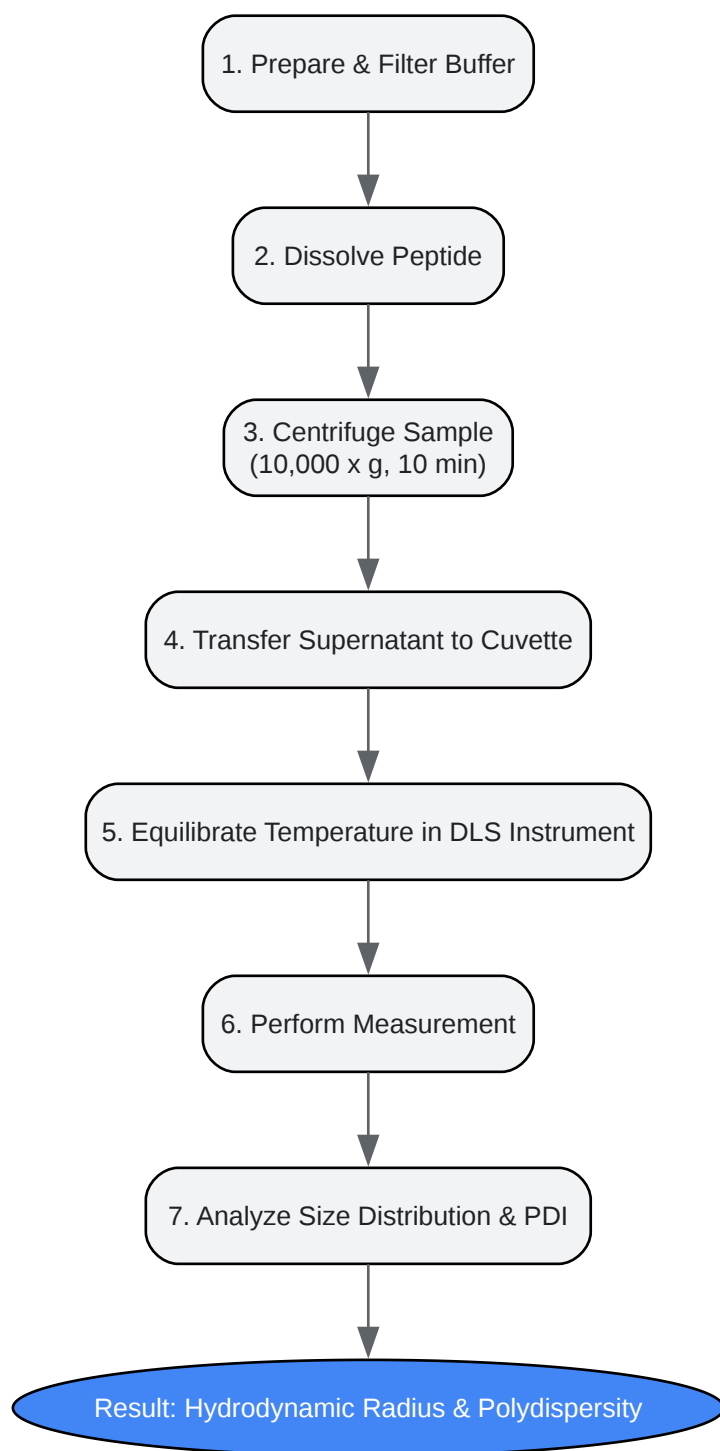 1. Prepare & Filter Buffer
2. Dissolve Peptide
3. Centrifuge Sample
(10,000 x g, 10 min)
4. Transfer Supernatant to Cuvette
5. Equilibrate Temperature in DLS Instrument
6. Perform Measurement
7. Analyze Size Distribution & PDI
Result: Hydrodynamic Radius & Polydispersity